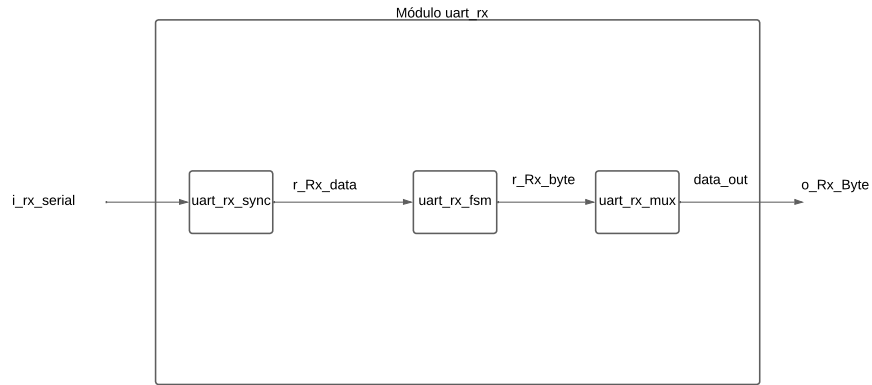 Módulo uart_rx
i_rx_serial
uart_rx_sync
r_Rx_data
uart_rx_fsm
r_Rx_byte
uart_rx_mux
data_out
o_Rx_Byte